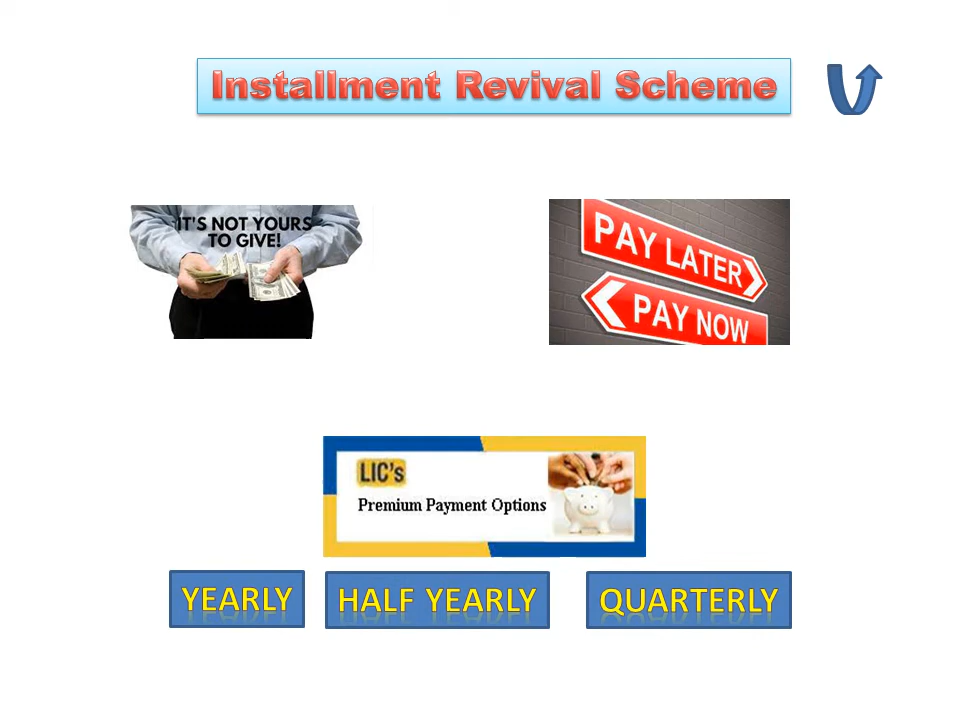 Installment Revival Scheme
IT'S NOT YOURS
TO GIVE!
PAY LATER
PAY NOW
LIC's
Premium Payment Options
YEARLY
HALF YEARLY
QUARTERLY